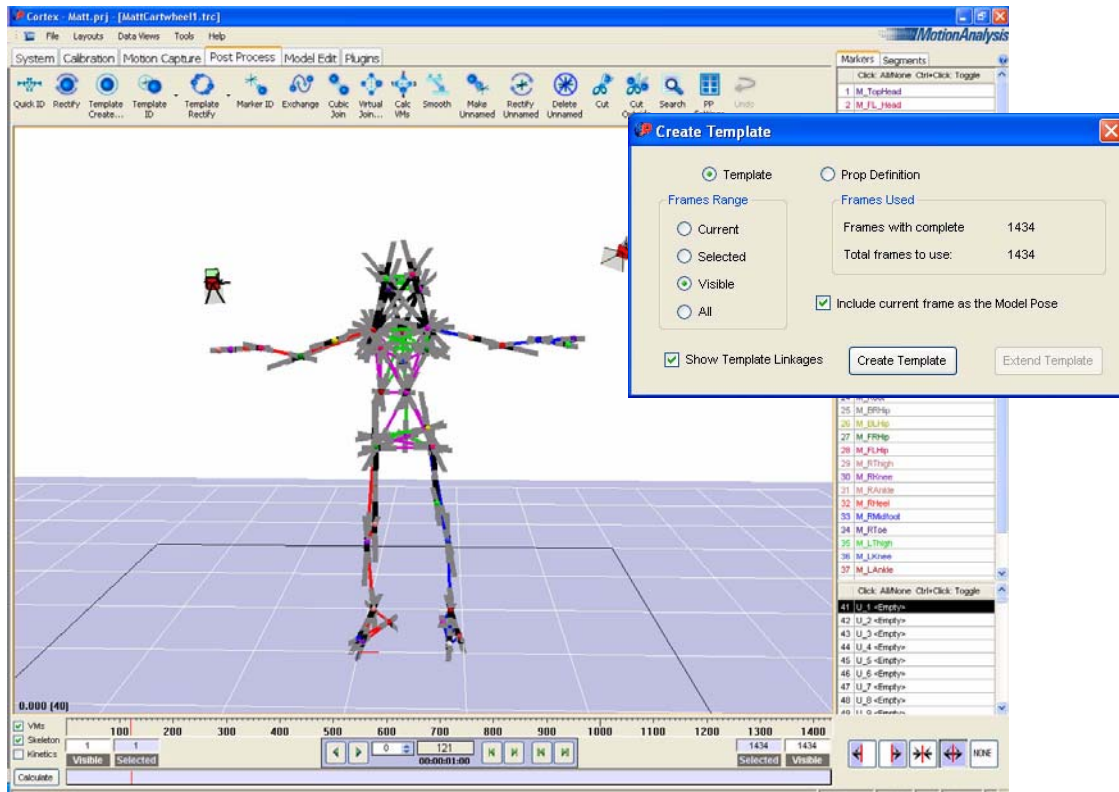 Cortex - Matt.prj - [MattCartwheel1.trc]
File Layouts Data Views Tools Help
MotionAnalysis
System Calibration Motion Capture Post Process Model Edit Plugins
Markers Segments
Click: All/None Ctrl+Click: Toggle
1 M_TopHead
2 M_FL_Head
Quick ID Rectify Template Create... Template ID Template Rectify Marker ID Exchange Cubic Join Virtual Join... Calc VMs Smooth Make Unnamed Rectify Unnamed Delete Unnamed Cut Cut Search PP Undo
Create Template
Template Prop Definition
Frames Range Frames Used
Current Frames with complete 1434
Selected Total frames to use: 1434
Visible
Include current frame as the Model Pose
All
Show Template Linkages Create Template Extend Template
25 M_BRHip
26 M_BLHip
27 M_FRHip
28 M_FLHip
29 M_RThigh
30 M_RKnee
31 M_RAnkle
32 M_RHeel
33 M_RMidfoot
34 M_RToe
35 M_LThigh
36 M_LKnee
37 M_LAnkle
Click: All/None Ctrl+Click: Toggle
41 U_1 <Empty>
42 U_2 <Empty>
43 U_3 <Empty>
44 U_4 <Empty>
45 U_5 <Empty>
46 U_6 <Empty>
47 U_7 <Empty>
48 U_8 <Empty>
49 U_9 <Empty>
0.000 (40)
VMs
Skeleton
Kinetics
100 200 300 400 500 600 700 800 900 1000 1100 1200 1300 1400
1 1 0 121 1434 1434
Visible Selected 00:00:01:00 Selected Visible
NONE
Calculate